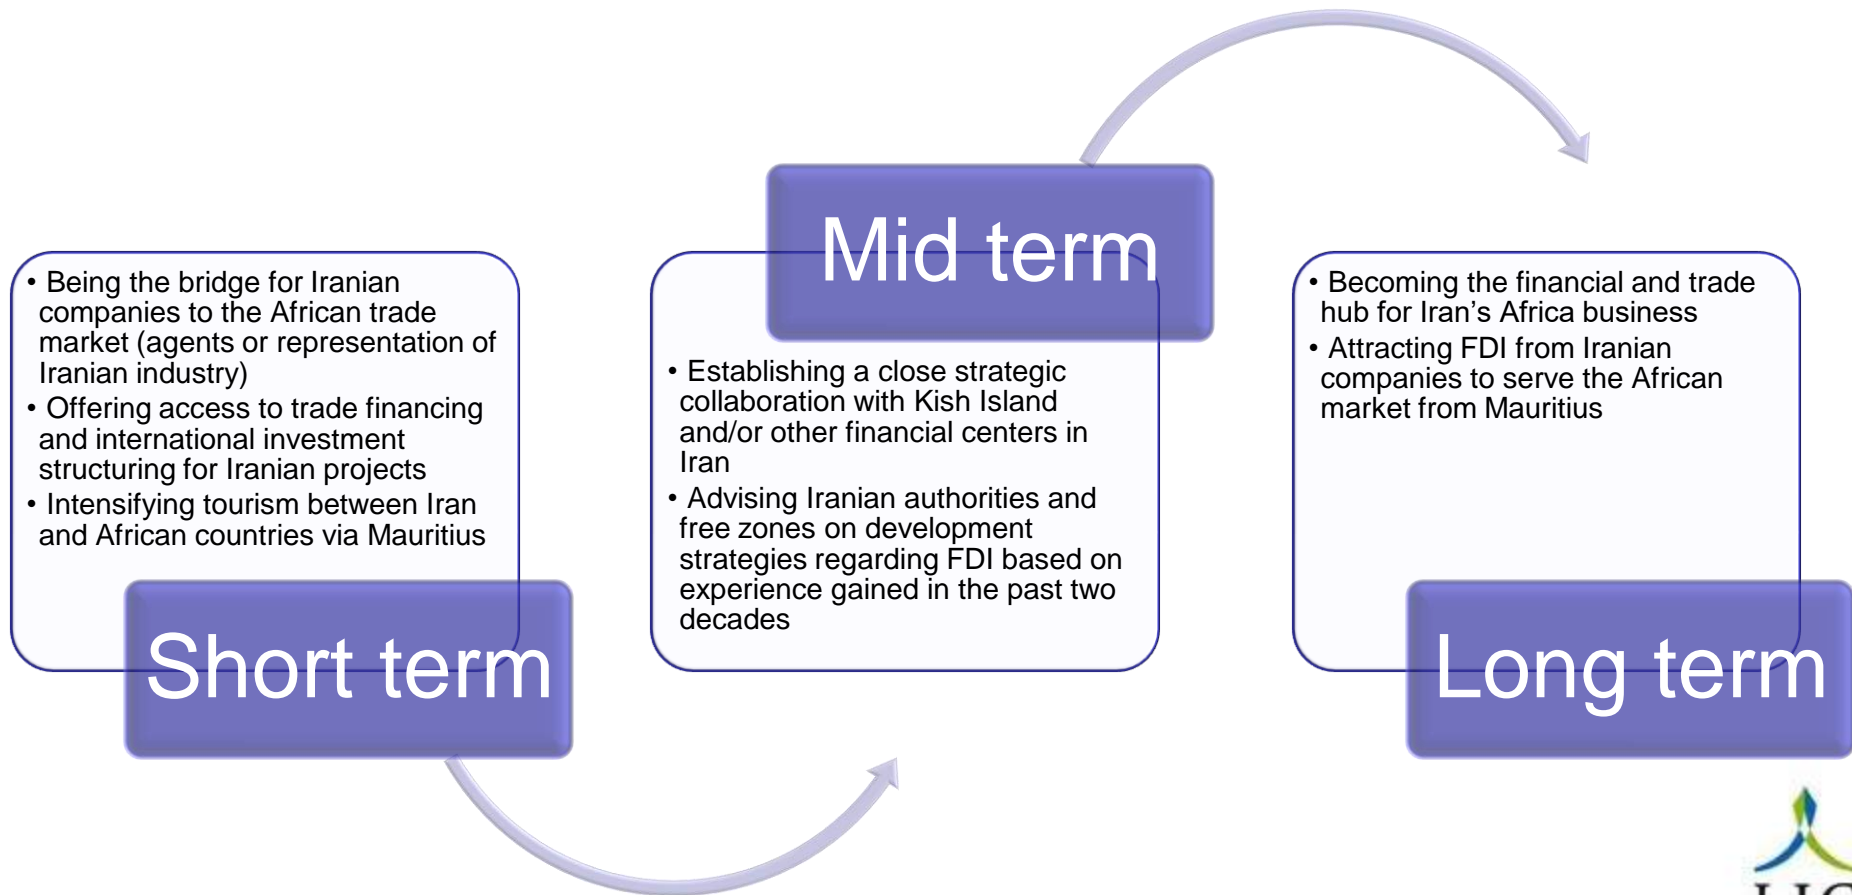 • Being the bridge for Iranian
companies to the African trade
market (agents or representation of
Iranian industry)
• Offering access to trade financing
and international investment
structuring for Iranian projects
• Intensifying tourism between Iran
and African countries via Mauritius
Short term
Mid term
• Establishing a close strategic
collaboration with Kish Island
and/or other financial centers in
Iran
• Advising Iranian authorities and
free zones on development
strategies regarding FDI based on
experience gained in the past two
decades
• Becoming the financial and trade
hub for Iran’s Africa business
• Attracting FDI from Iranian
companies to serve the African
market from Mauritius
Long term